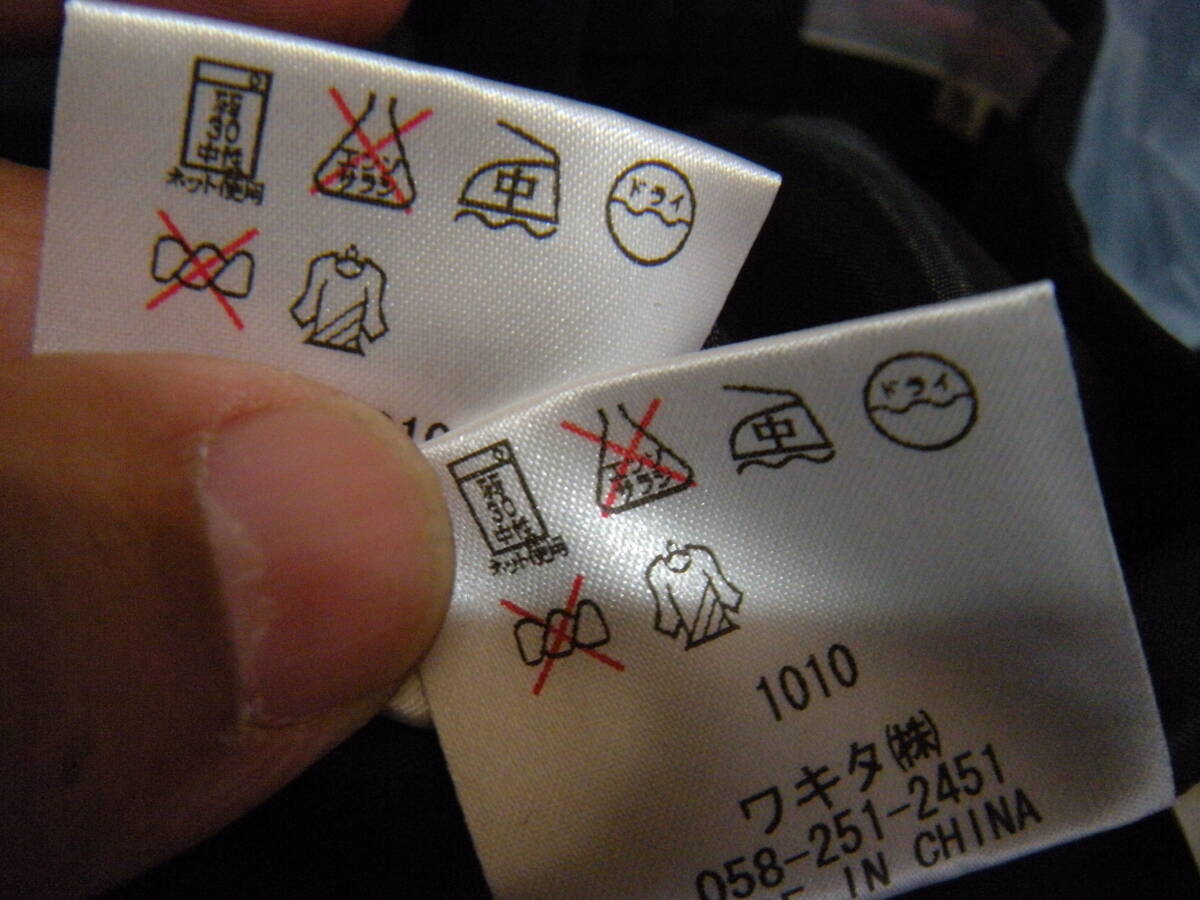 弱
30
中性
ネット使用
エンソ
サラシ
中
ドライ
弱
30
中性
ネット使用
エンソ
サラシ
中
ドライ
1010
ワキタ㈱
058-251-2451
IN CHINA